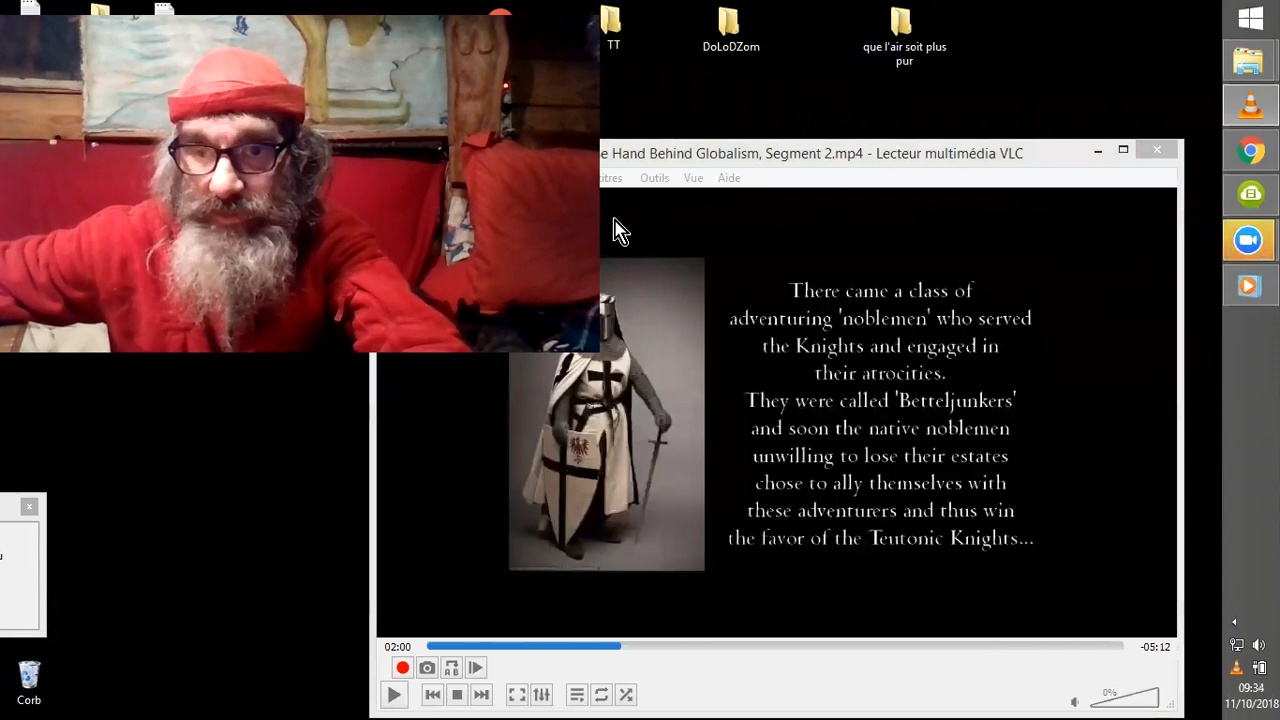 TT
DoLoDZom
que l'air soit plus
pur
e Hand Behind Globalism, Segment 2.mp4 - Lecteur multimédia VLC
itres Outils Vue Aide
There came a class of
adventuring 'noblemen' who served
the Knights and engaged in
their atrocities.
They were called 'Betteljunkers'
and soon the native noblemen
unwilling to lose their estates
chose to ally themselves with
these adventurers and thus win
the favor of the Teutonic Knights...
x
u
02:00
-05:12
A B
0%
Corb
09:34
11/10/2018